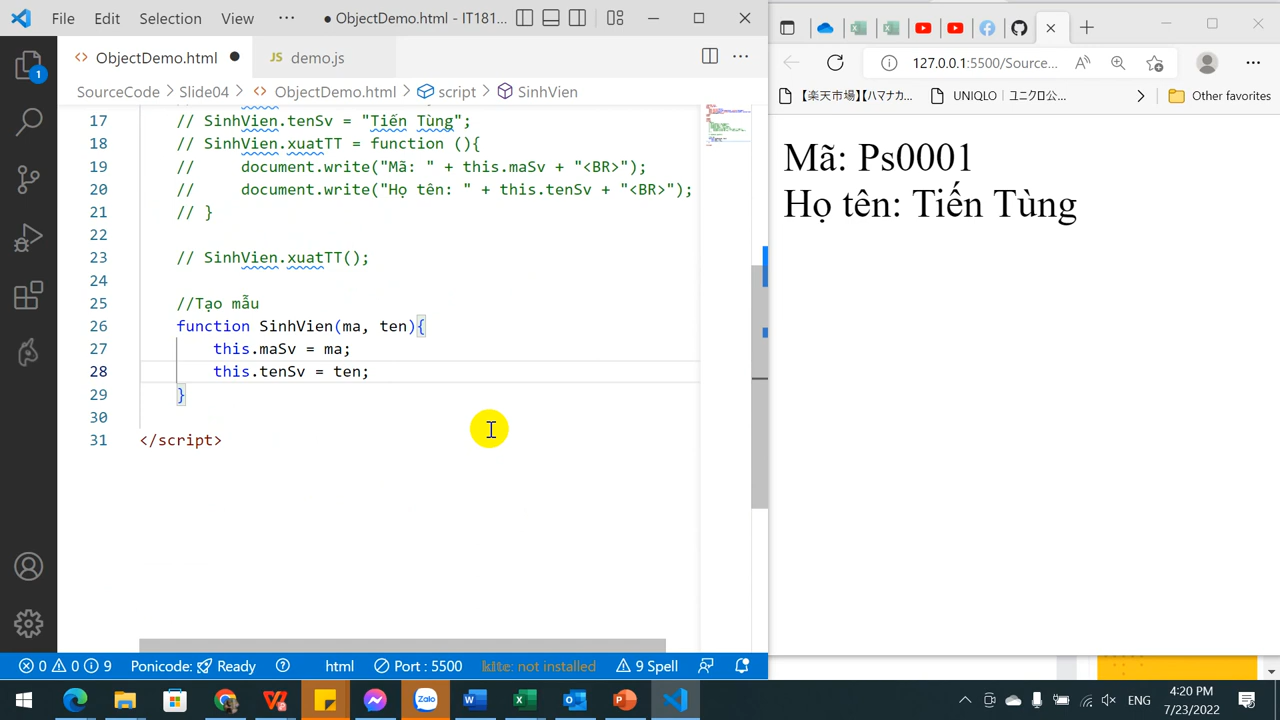 File Edit Selection View ··· ● ObjectDemo.html - IT181...
<> ObjectDemo.html ● JS demo.js
SourceCode > Slide04 > <> ObjectDemo.html > script > SinhVien
17 // SinhVien.tenSv = "Tiến Tùng";
18 // SinhVien.xuatTT = function (){
19 //     document.write("Mã: " + this.maSv + "<BR>");
20 //     document.write("Họ tên: " + this.tenSv + "<BR>");
21 // }
22
23 // SinhVien.xuatTT();
24
25 //Tạo mẫu
26 function SinhVien(ma, ten){
27     this.maSv = ma;
28     this.tenSv = ten;
29 }
30
31 </script>
1
0 0 9 Ponicode: Ready html Port : 5500 kite: not installed 9 Spell
127.0.0.1:5500/Source...
【楽天市場】【ハマナカ... UNIQLO | ユニクロ公... Other favorites
Mã: Ps0001
Họ tên: Tiến Tùng
Zalo
ENG
4:20 PM
7/23/2022